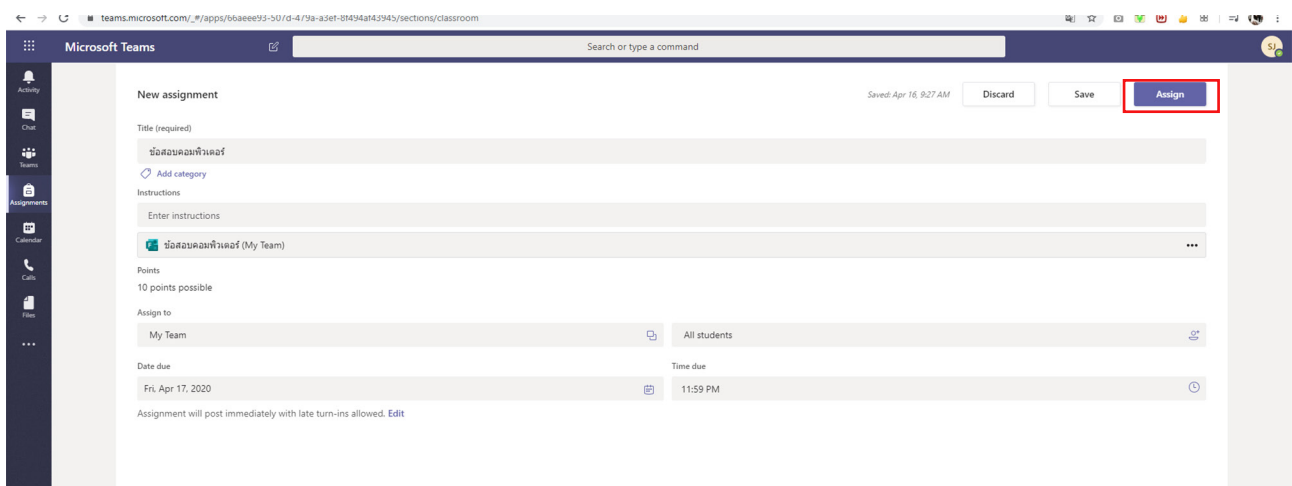 teams.microsoft.com/_#/apps/66aeee93-507d-479a-a3ef-8f494af43945/sections/classroom
Microsoft Teams
Search or type a command
SJ
Activity
Chat
Teams
Assignments
Calendar
Calls
Files
New assignment
Saved: Apr 16, 9:27 AM
Discard
Save
Assign
Title (required)
ข้อสอบคอมพิวเตอร์
Add category
Instructions
Enter instructions
ข้อสอบคอมพิวเตอร์ (My Team)
Points
10 points possible
Assign to
My Team
All students
Date due
Time due
Fri, Apr 17, 2020
11:59 PM
Assignment will post immediately with late turn-ins allowed. Edit